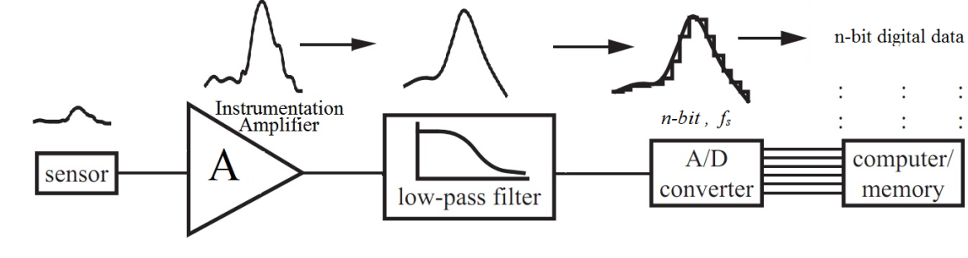 n-bit digital data
Instrumentation
Amplifier
n-bit , fs
sensor
A
low-pass filter
A/D
converter
computer/
memory